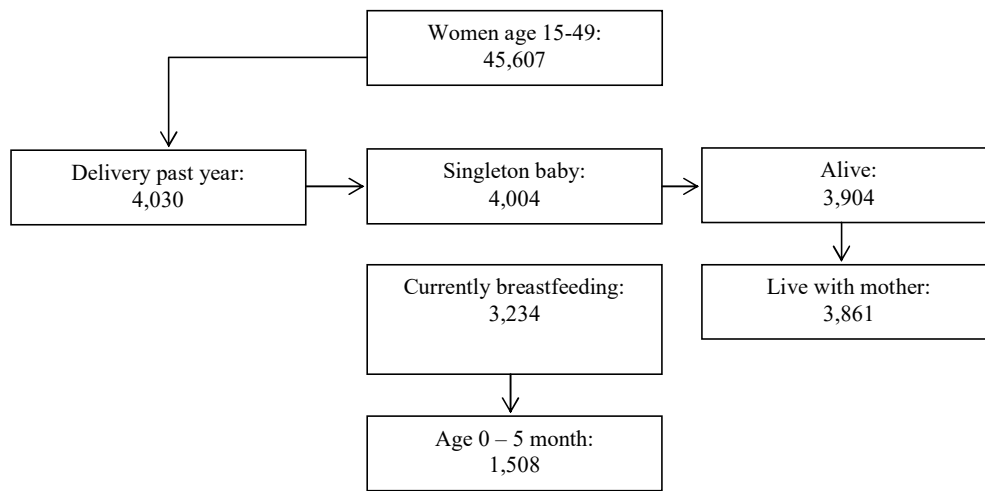 Women age 15-49:
45,607
Delivery past year:
4,030
Singleton baby:
4,004
Alive:
3,904
Live with mother:
3,861
Currently breastfeeding:
3,234
Age 0 – 5 month:
1,508